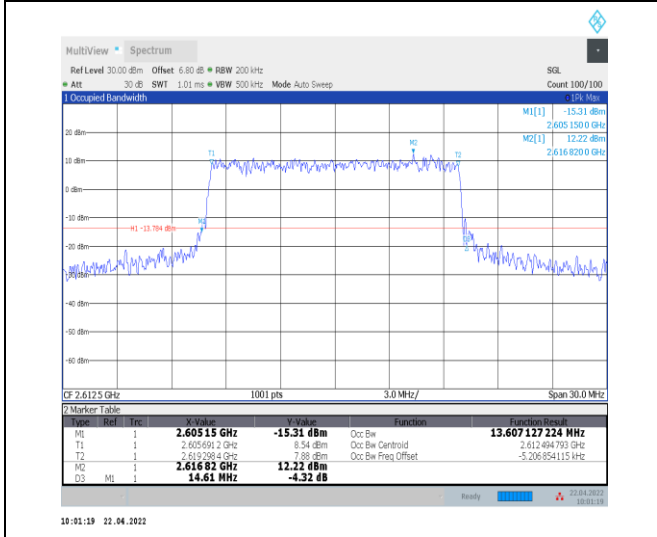 MultiView Spectrum
Ref Level 30.00 dBm Offset 6.80 dB RBW 200 kHz SGL
Att 30 dB SWT 1.01 ms VBW 500 kHz Mode Auto Sweep Count 100/100
1 Occupied Bandwidth 1Pk Max
M1[1] -15.31 dBm
2.605 150 0 GHz
M2[1] 12.22 dBm
2.616 820 0 GHz
20 dBm
M2
T1
T2
10 dBm
0 dBm
-10 dBm
H1 -13.784 dBm
-20 dBm
-30 dBm
-40 dBm
-50 dBm
-60 dBm
CF 2.6125 GHz 1001 pts 3.0 MHz/ Span 30.0 MHz
2 Marker Table
Type Ref Trc X-Value Y-Value Function Function Result
M1 1 2.60515 GHz -15.31 dBm Occ Bw 13.607 127 224 MHz
T1 1 2.605691 2 GHz 8.54 dBm Occ Bw Centroid 2.612 494 793 GHz
T2 1 2.619298 4 GHz 7.88 dBm Occ Bw Freq Offset -5.206 854 115 kHz
M2 1 2.61682 GHz 12.22 dBm
D3 M1 1 14.61 MHz -4.32 dB
Ready 22.04.2022
10:01:19
10:01:19 22.04.2022